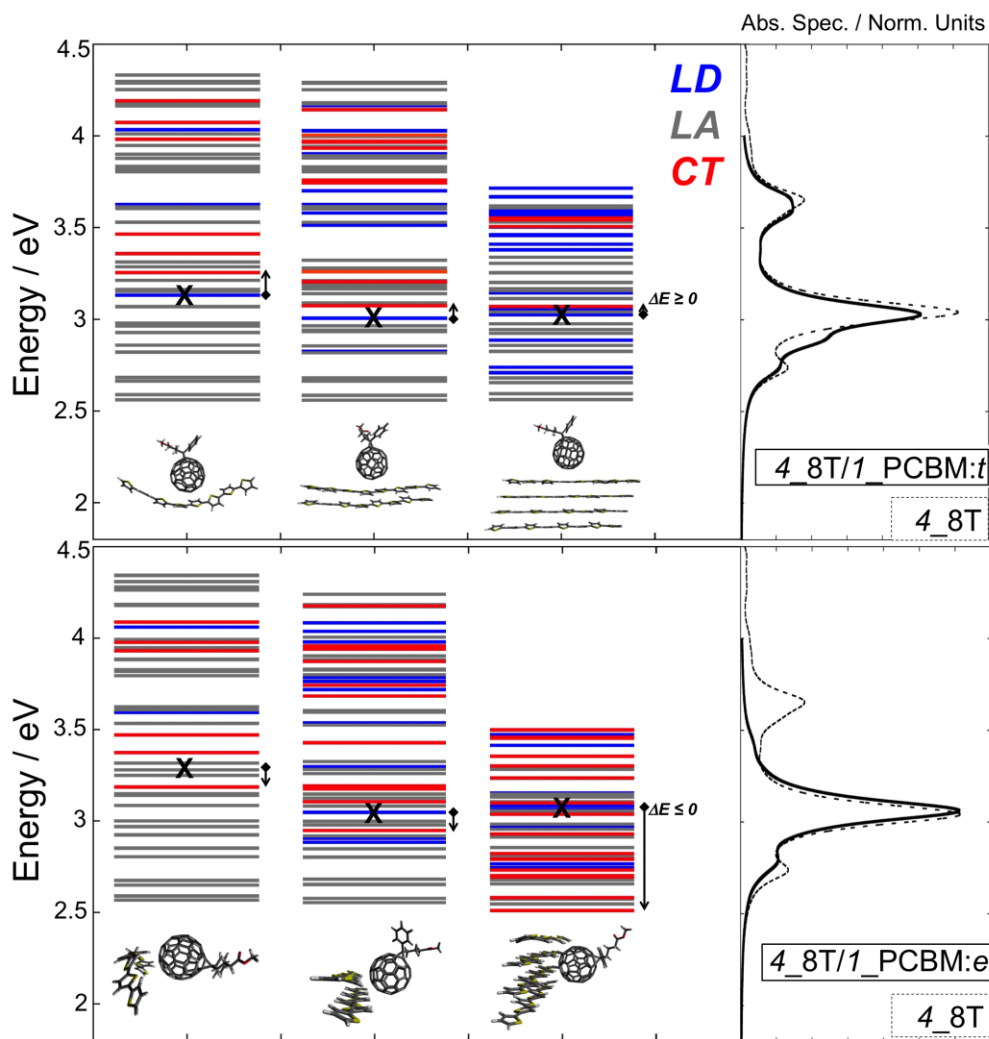 Abs. Spec. / Norm. Units
4.5
LD
LA
CT
4
3.5
ΔE ≥ 0
3
2.5
2
Energy / eV
4_8T/1_PCBM:t
4_8T
4.5
4
3.5
ΔE ≤ 0
3
2.5
2
Energy / eV
4_8T/1_PCBM:e
4_8T
X
X
X
X
X
X